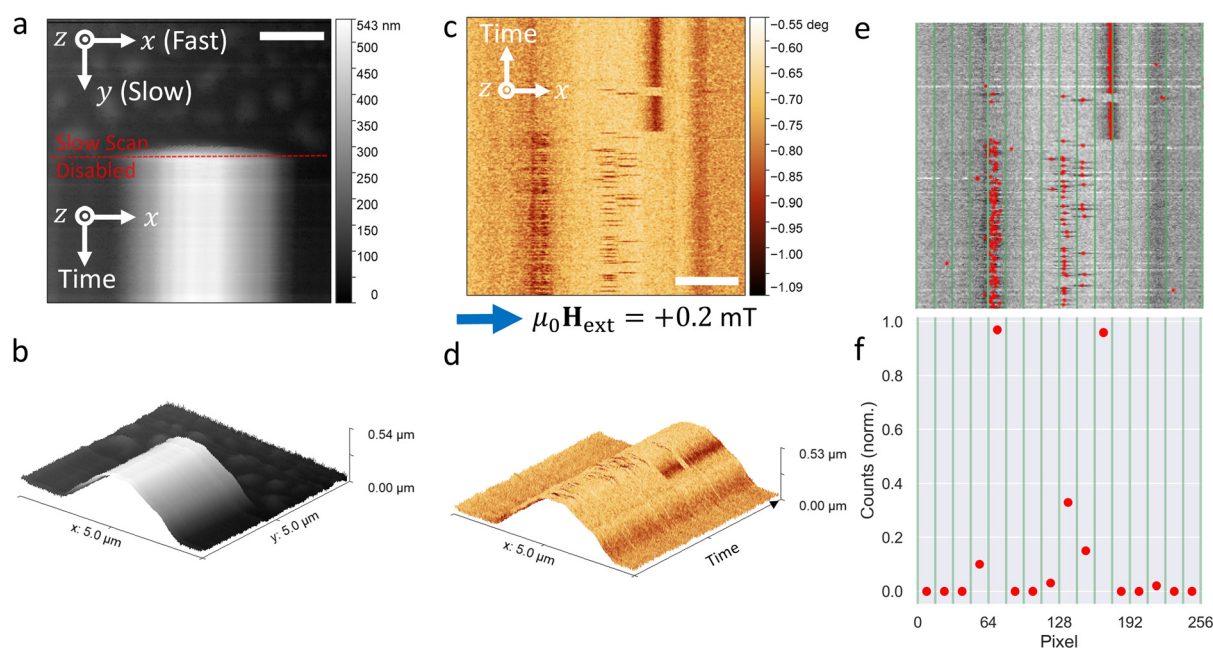 a
z
x (Fast)
y (Slow)
Slow Scan
Disabled
z
x
Time
543 nm
500
450
400
350
300
250
200
150
100
50
0
b
0.54 µm
0.00 µm
x: 5.0 µm
y: 5.0 µm
c
Time
z
x
−0.55 deg
−0.60
−0.65
−0.70
−0.75
−0.80
−0.85
−0.90
−0.95
−1.00
−1.09
μ₀H_ext = +0.2 mT
d
0.53 µm
0.00 µm
x: 5.0 µm
Time
e
f
Counts (norm.)
1.0
0.8
0.6
0.4
0.2
0.0
0 64 128 192 256
Pixel